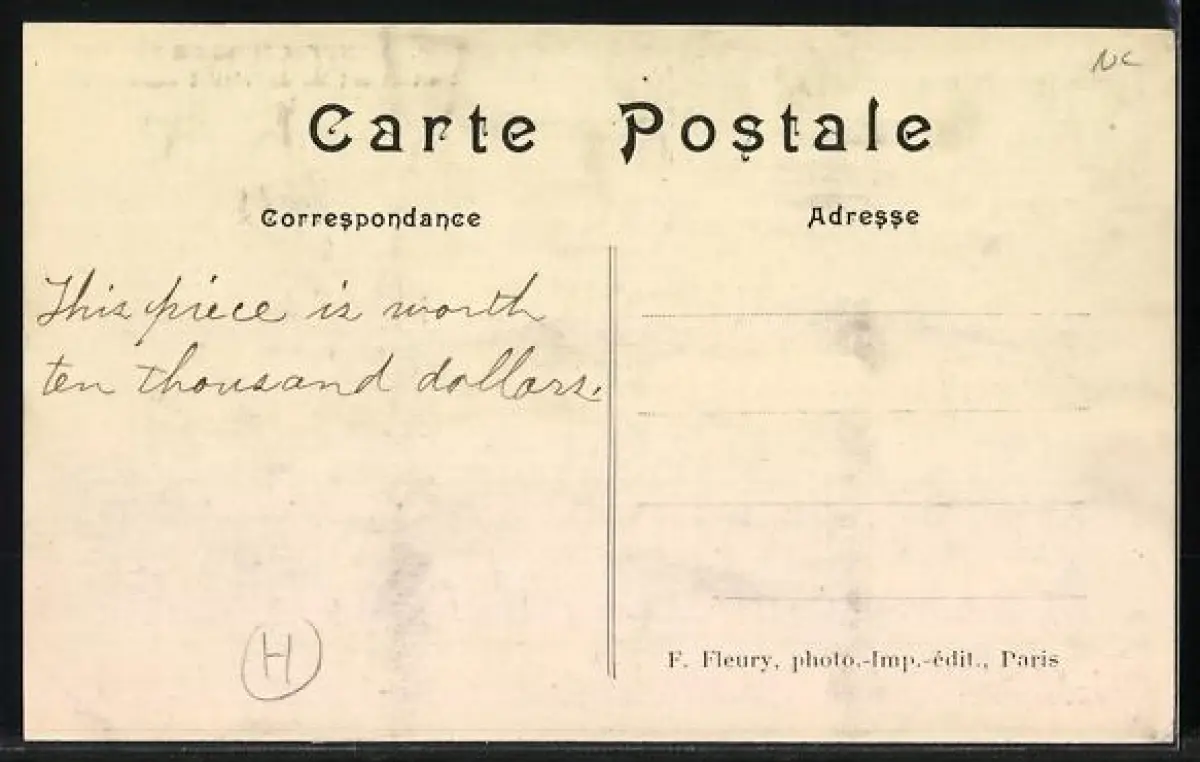 NC
Carte Postale
Correspondance
Adresse
This piece is worth
ten thousand dollars.
H
F. Fleury, photo.-Imp.-édit., Paris